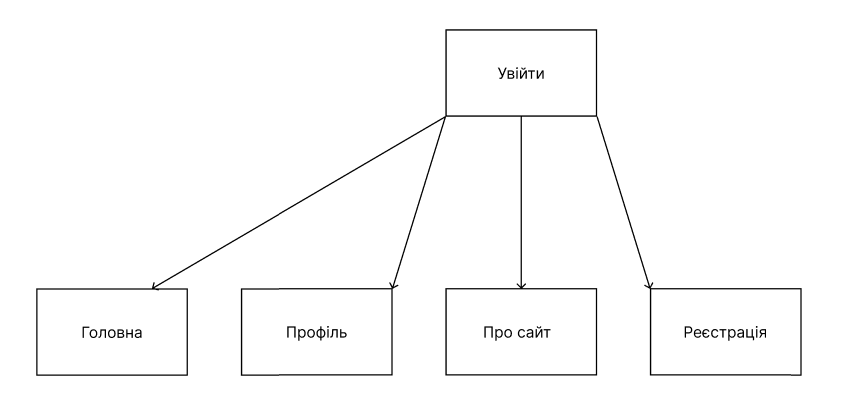 Увійти
Головна
Профіль
Про сайт
Реєстрація